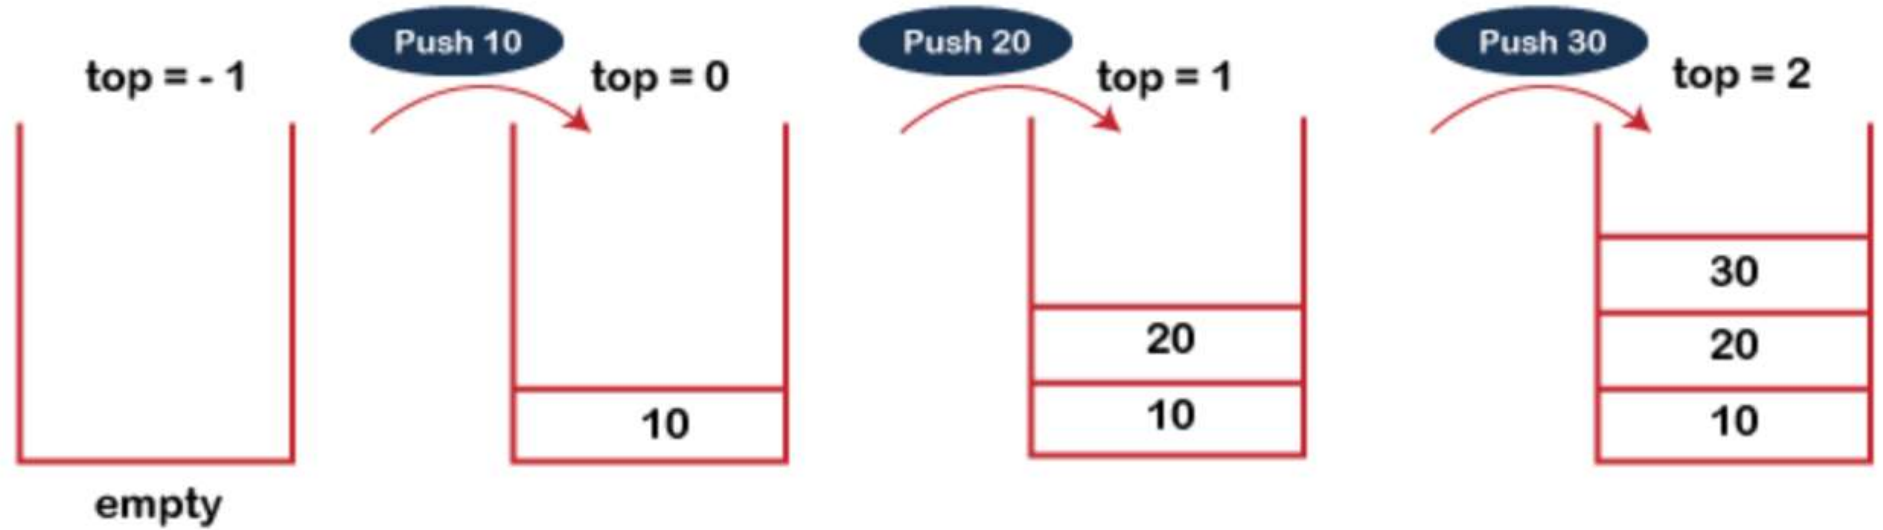 top = - 1
empty
Push 10
top = 0
10
Push 20
top = 1
20
10
Push 30
top = 2
30
20
10